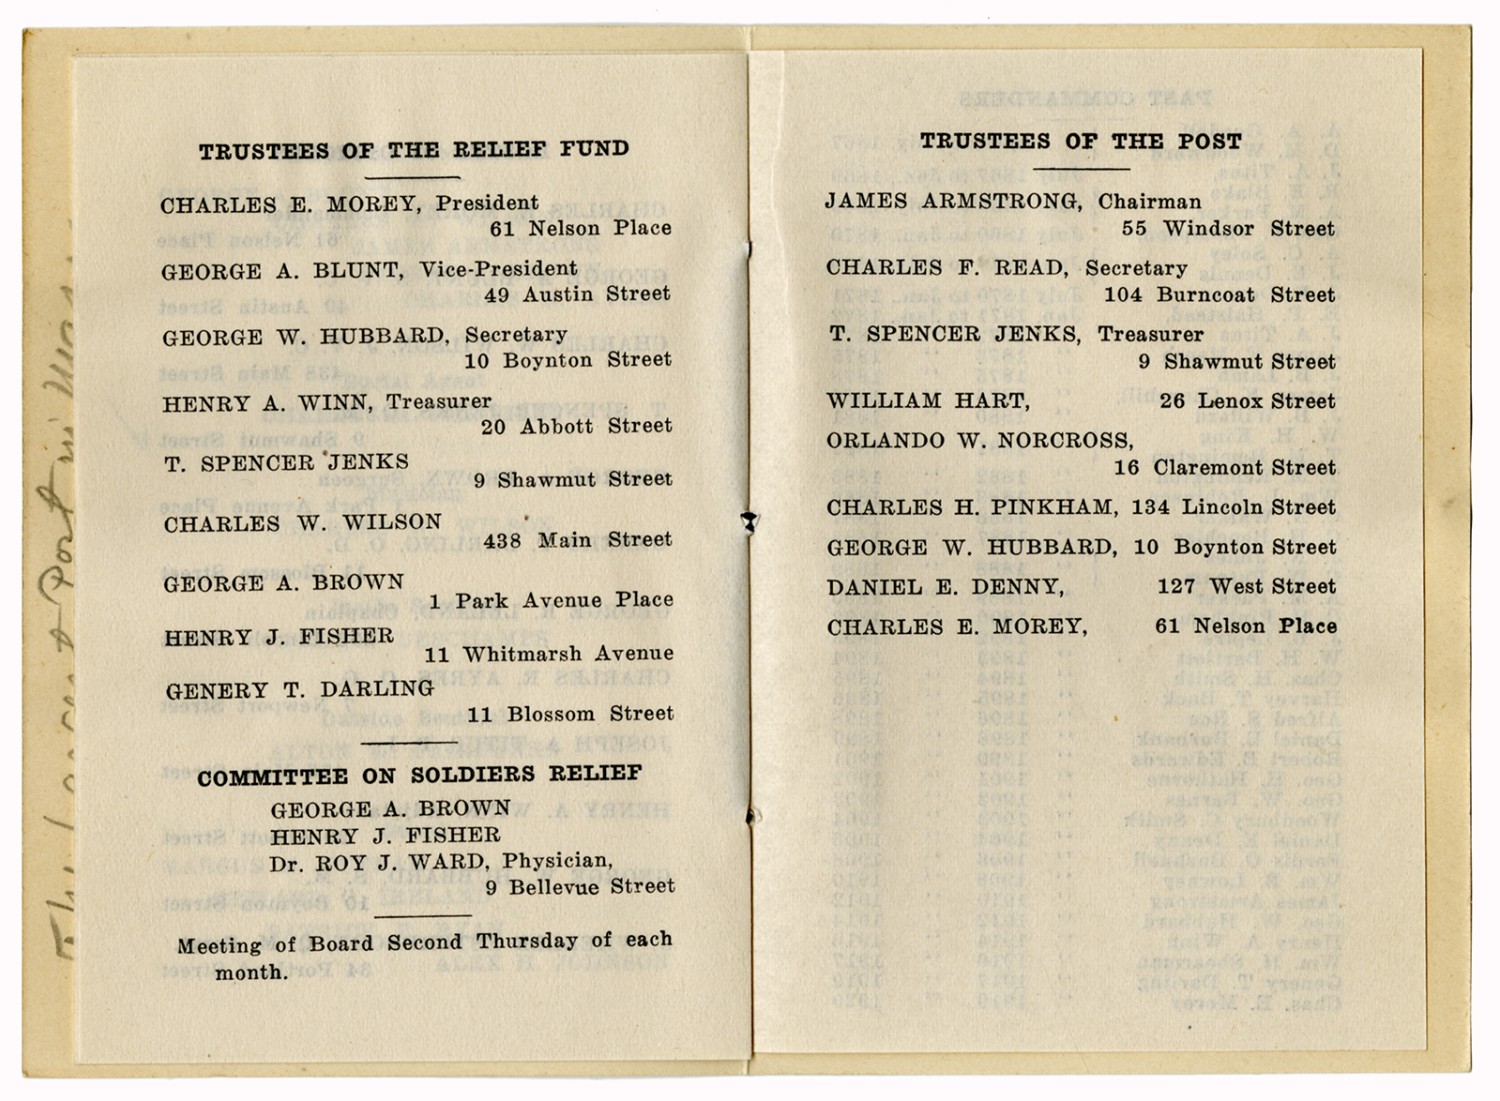 TRUSTEES OF THE RELIEF FUND
CHARLES E. MOREY, President
61 Nelson Place
GEORGE A. BLUNT, Vice-President
49 Austin Street
GEORGE W. HUBBARD, Secretary
10 Boynton Street
HENRY A. WINN, Treasurer
20 Abbott Street
T. SPENCER JENKS
9 Shawmut Street
CHARLES W. WILSON
438 Main Street
GEORGE A. BROWN
1 Park Avenue Place
HENRY J. FISHER
11 Whitmarsh Avenue
GENERY T. DARLING
11 Blossom Street
COMMITTEE ON SOLDIERS RELIEF
GEORGE A. BROWN
HENRY J. FISHER
Dr. ROY J. WARD, Physician,
9 Bellevue Street
Meeting of Board Second Thursday of each
month.
TRUSTEES OF THE POST
JAMES ARMSTRONG, Chairman
55 Windsor Street
CHARLES F. READ, Secretary
104 Burncoat Street
T. SPENCER JENKS, Treasurer
9 Shawmut Street
WILLIAM HART, 26 Lenox Street
ORLANDO W. NORCROSS,
16 Claremont Street
CHARLES H. PINKHAM, 134 Lincoln Street
GEORGE W. HUBBARD, 10 Boynton Street
DANIEL E. DENNY, 127 West Street
CHARLES E. MOREY, 61 Nelson Place
Post in